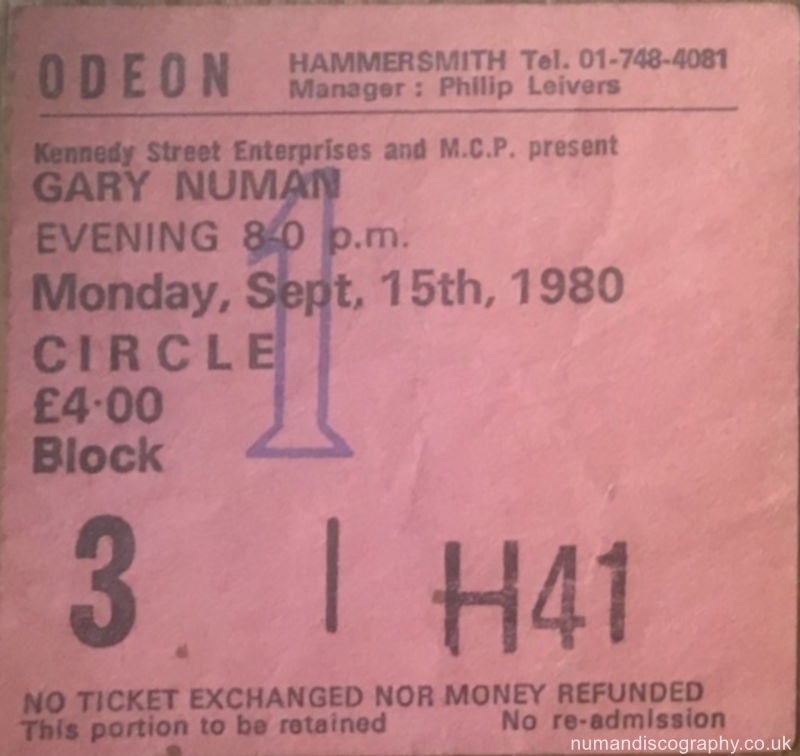 ODEON HAMMERSMITH Tel. 01-748-4081
Manager : Philip Leivers
Kennedy Street Enterprises and M.C.P. present
GARY NUMAN
EVENING 8-0 p.m.
Monday, Sept, 15th, 1980
CIRCLE
£4·00
Block
1
3 | H41
NO TICKET EXCHANGED NOR MONEY REFUNDED
This portion to be retained No re-admission
numandiscography.co.uk